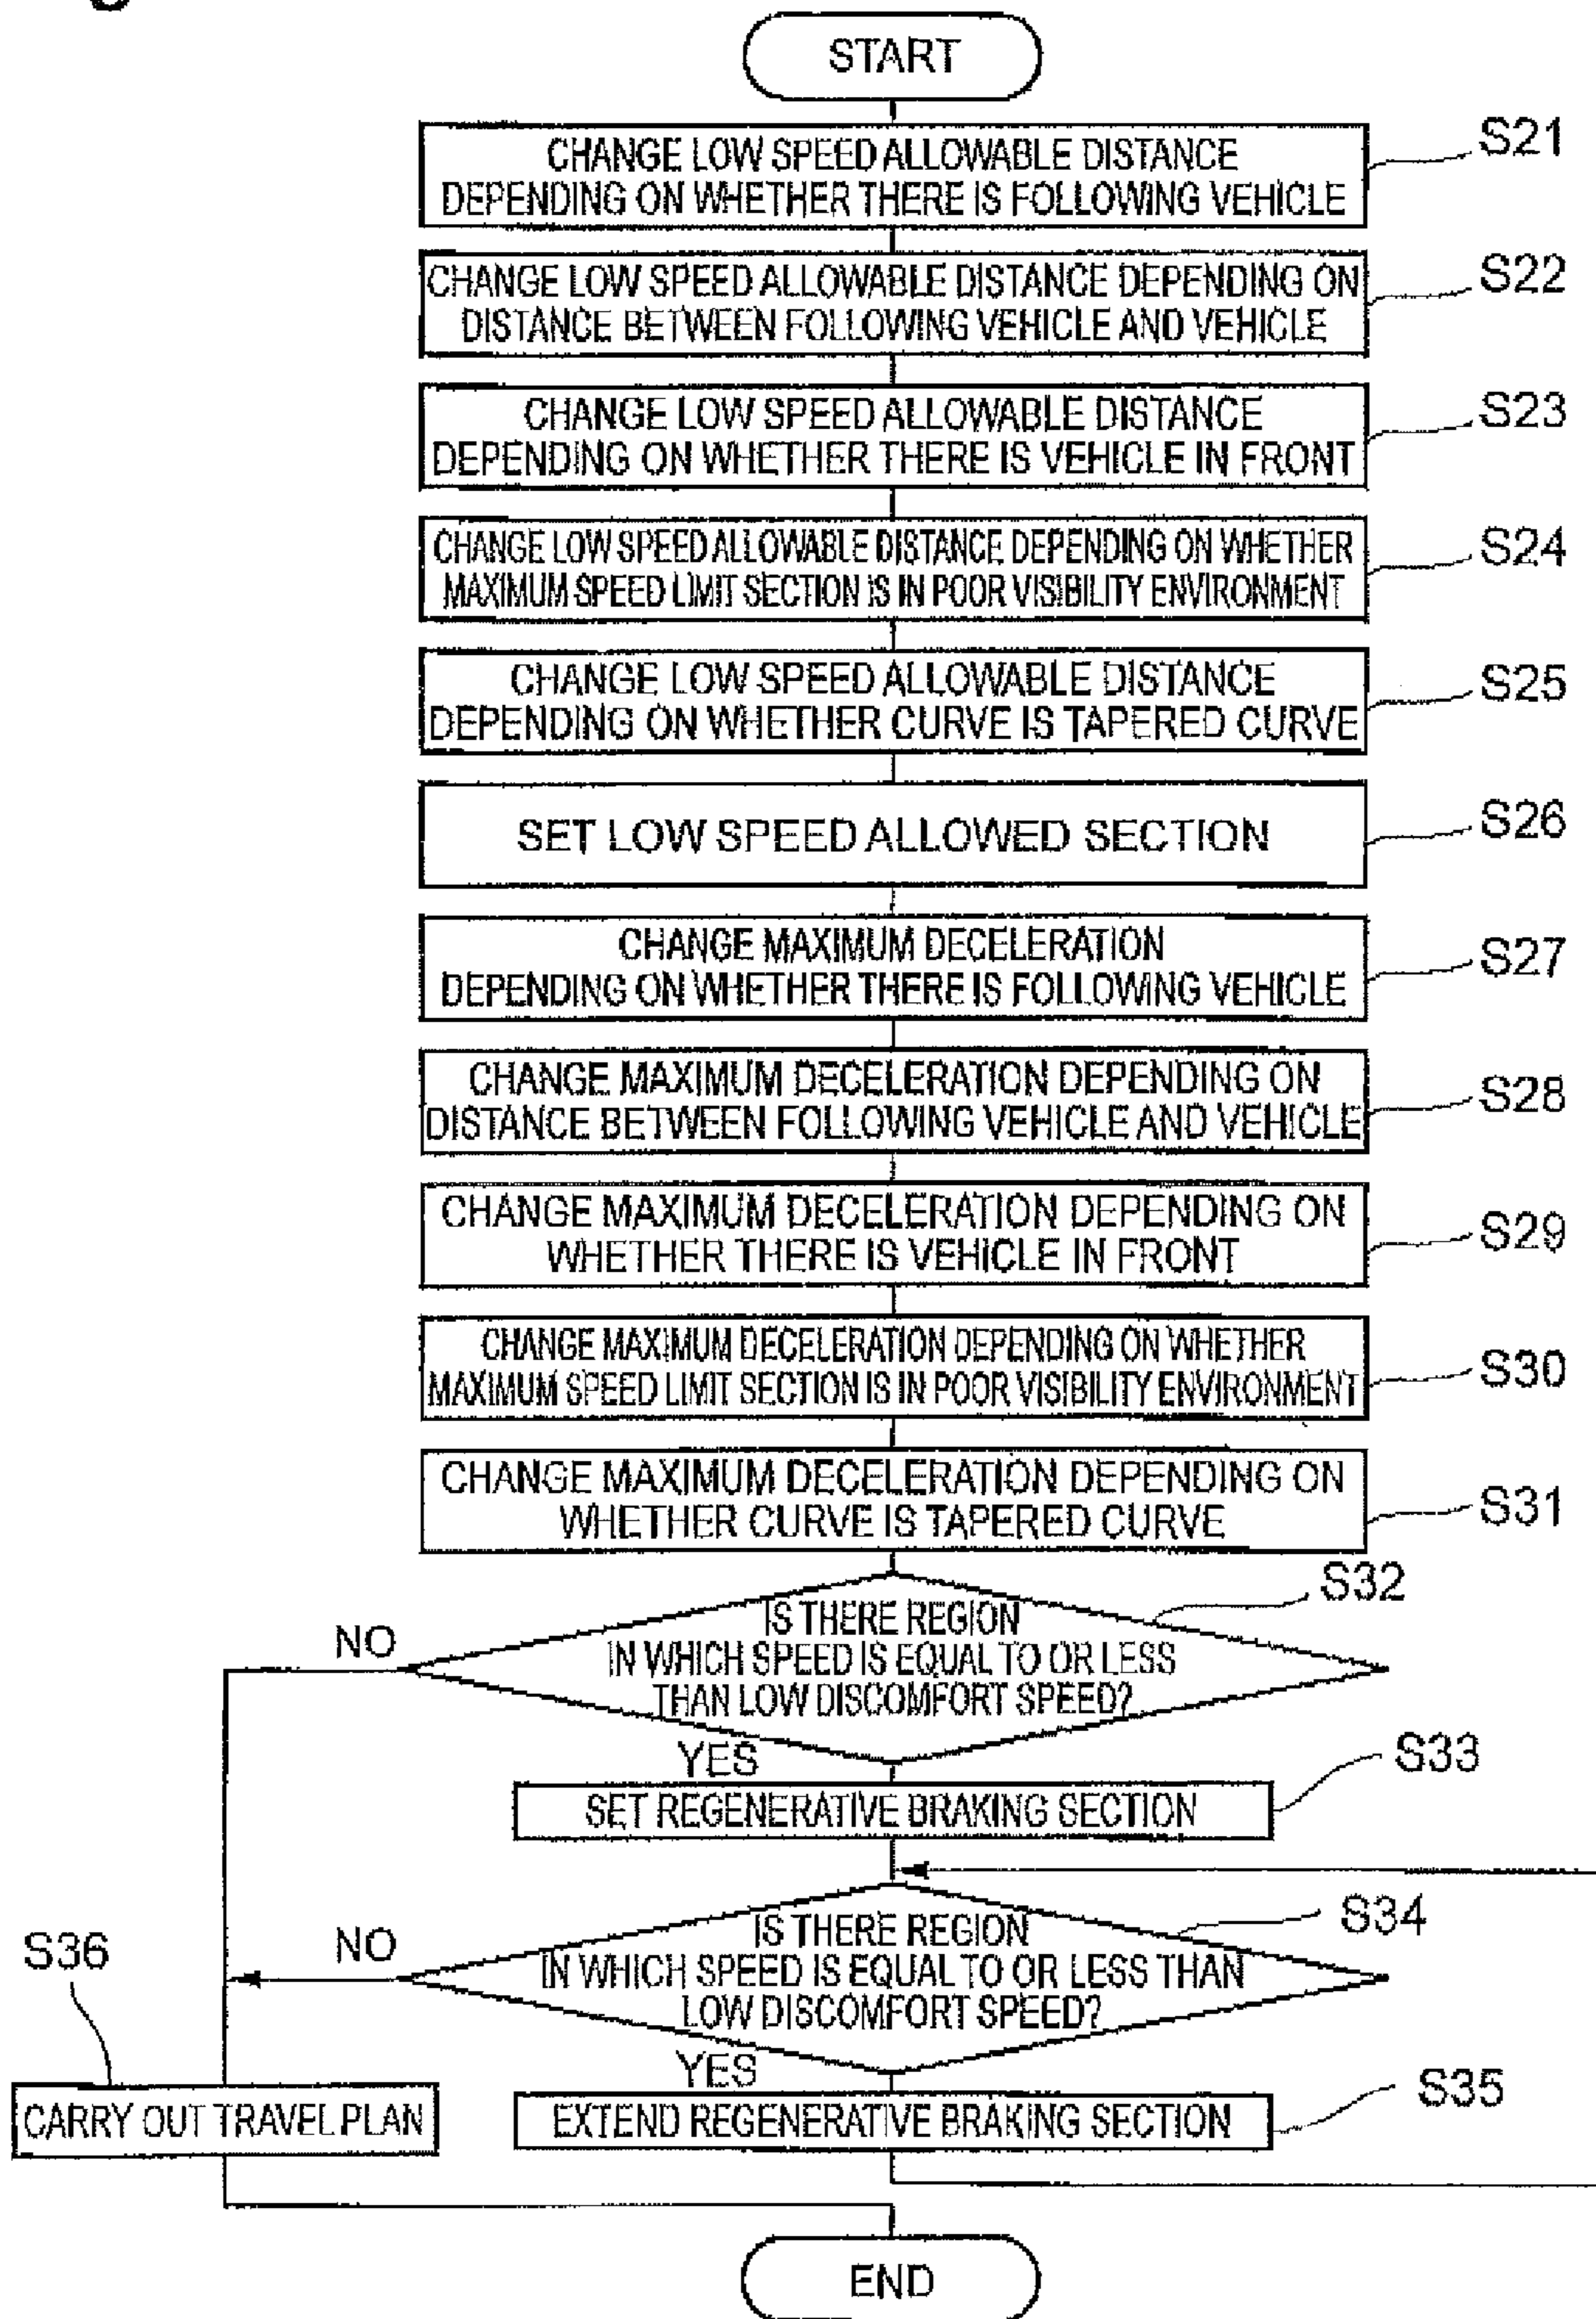 START
CHANGE LOW SPEED ALLOWABLE DISTANCE
DEPENDING ON WHETHER THERE IS FOLLOWING VEHICLE
S21
CHANGE LOW SPEED ALLOWABLE DISTANCE DEPENDING ON
DISTANCE BETWEEN FOLLOWING VEHICLE AND VEHICLE
S22
CHANGE LOW SPEED ALLOWABLE DISTANCE
DEPENDING ON WHETHER THERE IS VEHICLE IN FRONT
S23
CHANGE LOW SPEED ALLOWABLE DISTANCE DEPENDING ON WHETHER
MAXIMUM SPEED LIMIT SECTION IS IN POOR VISIBILITY ENVIRONMENT
S24
CHANGE LOW SPEED ALLOWABLE DISTANCE
DEPENDING ON WHETHER CURVE IS TAPERED CURVE
S25
SET LOW SPEED ALLOWED SECTION
S26
CHANGE MAXIMUM DECELERATION
DEPENDING ON WHETHER THERE IS FOLLOWING VEHICLE
S27
CHANGE MAXIMUM DECELERATION DEPENDING ON
DISTANCE BETWEEN FOLLOWING VEHICLE AND VEHICLE
S28
CHANGE MAXIMUM DECELERATION DEPENDING ON
WHETHER THERE IS VEHICLE IN FRONT
S29
CHANGE MAXIMUM DECELERATION DEPENDING ON WHETHER
MAXIMUM SPEED LIMIT SECTION IS IN POOR VISIBILITY ENVIRONMENT
S30
CHANGE MAXIMUM DECELERATION DEPENDING ON
WHETHER CURVE IS TAPERED CURVE
S31
S32
IS THERE REGION
IN WHICH SPEED IS EQUAL TO OR LESS
THAN LOW DISCOMFORT SPEED?
NO
YES
S33
SET REGENERATIVE BRAKING SECTION
S34
IS THERE REGION
IN WHICH SPEED IS EQUAL TO OR LESS THAN
LOW DISCOMFORT SPEED?
NO
YES
S36
CARRY OUT TRAVEL PLAN
S35
EXTEND REGENERATIVE BRAKING SECTION
END